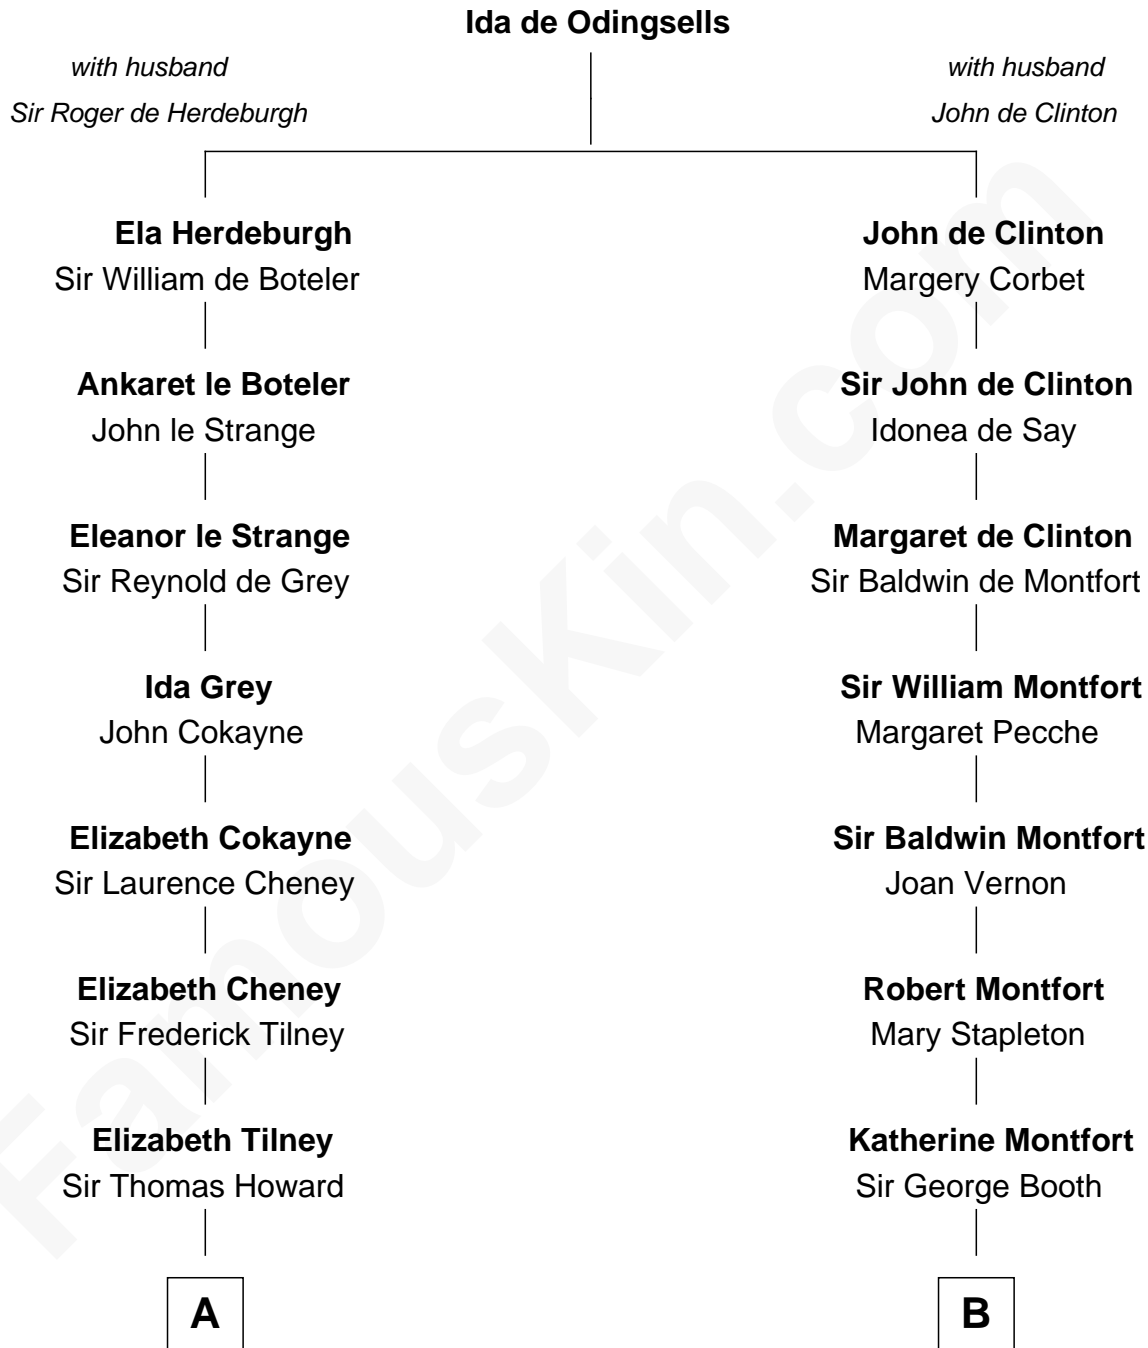 Ida de Odingsells
with husband
Sir Roger de Herdeburgh
with husband
John de Clinton
Ela Herdeburgh
Sir William de Boteler
John de Clinton
Margery Corbet
Ankaret le Boteler
John le Strange
Sir John de Clinton
Idonea de Say
Eleanor le Strange
Sir Reynold de Grey
Margaret de Clinton
Sir Baldwin de Montfort
Ida Grey
John Cokayne
Sir William Montfort
Margaret Pecche
Elizabeth Cokayne
Sir Laurence Cheney
Sir Baldwin Montfort
Joan Vernon
Elizabeth Cheney
Sir Frederick Tilney
Robert Montfort
Mary Stapleton
Elizabeth Tilney
Sir Thomas Howard
Katherine Montfort
Sir George Booth
A
B
FamousKin.com